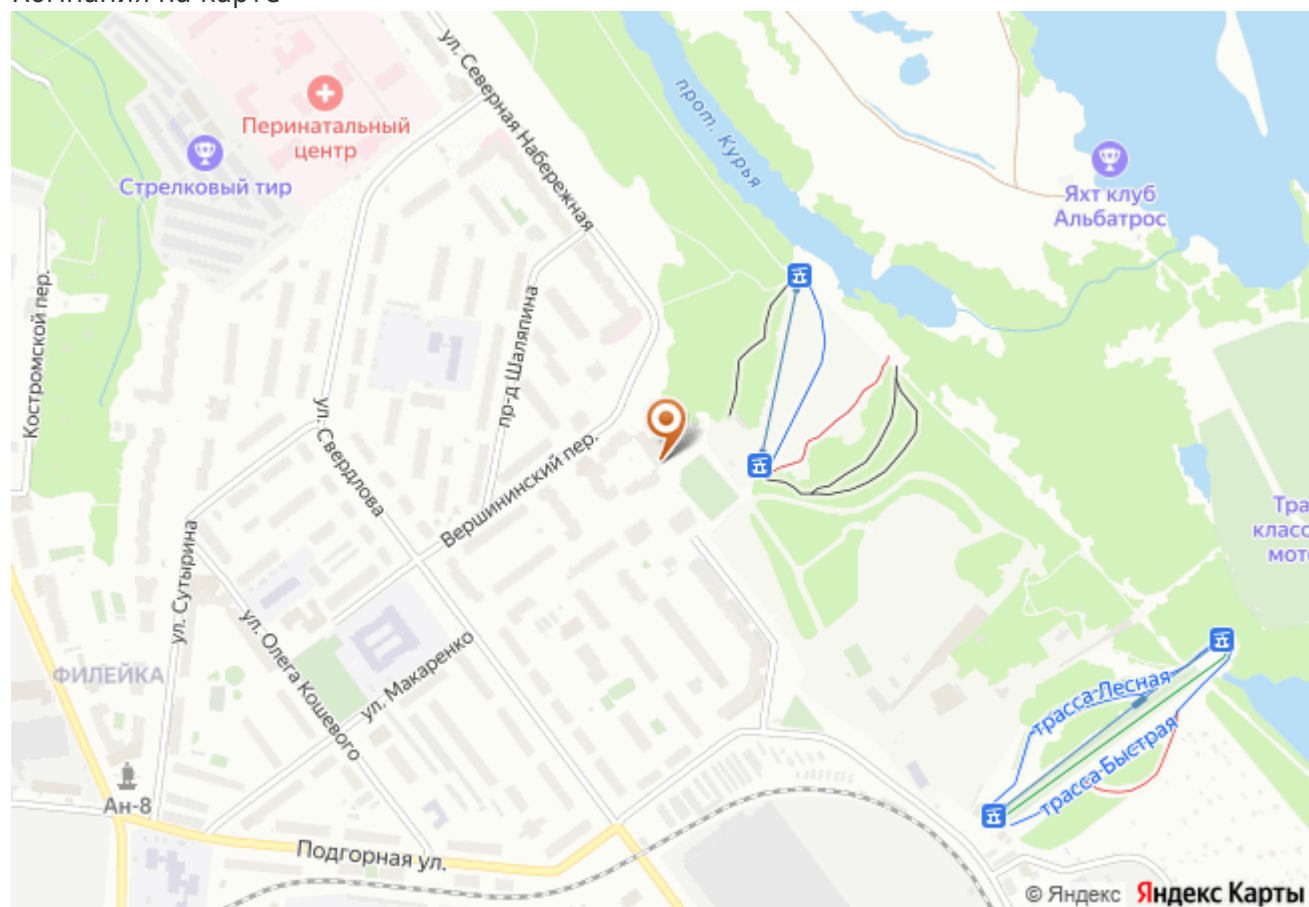 ул. Северная Набережная
прот. Курья
Перинатальный
центр
Стрелковый тир
Яхт клуб
Альбатрос
Костромской пер.
пр-д Шаляпина
ул. Свердлова
Вершининский пер.
ул. Сутырина
ул. Олега Кошевого
ул. Макаренко
ФИЛЕЙКА
трасса Лесная
трасса Быстрая
Ан-8
Подгорная ул.
© Яндекс Яндекс Карты